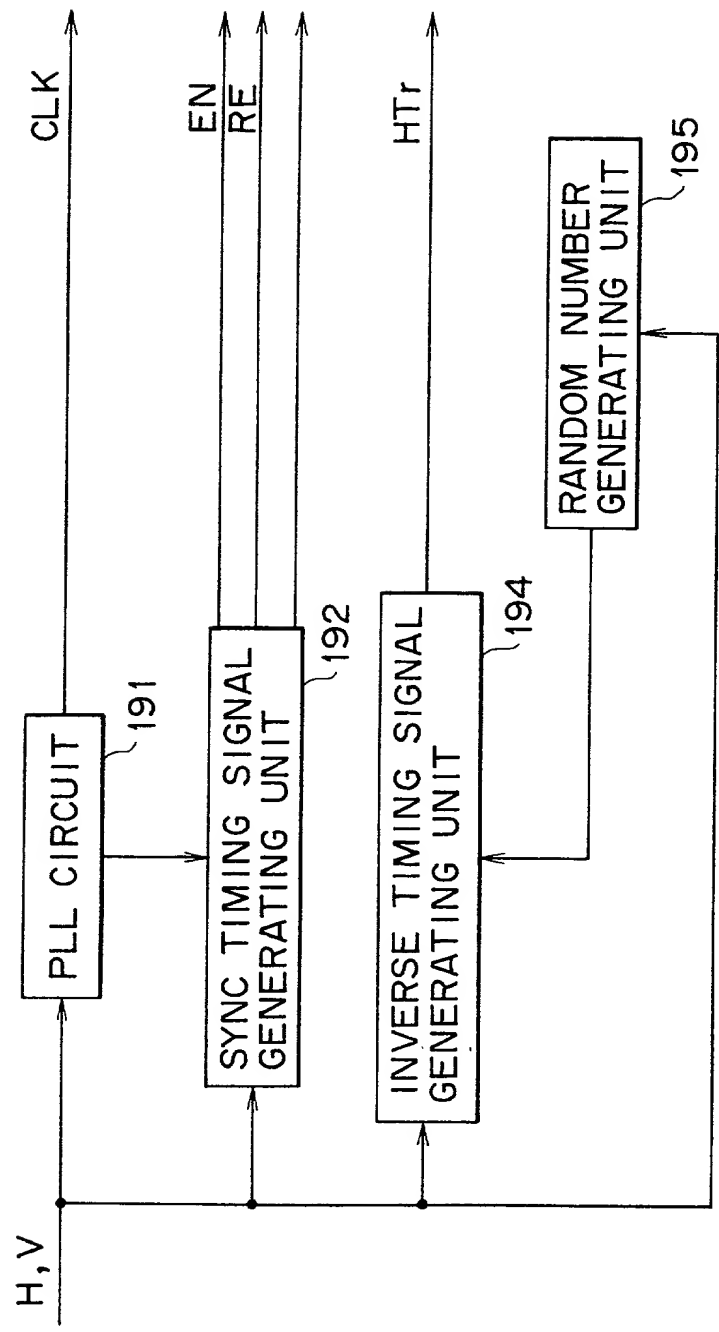 H,V
PLL CIRCUIT
191
CLK
SYNC TIMING SIGNAL
GENERATING UNIT
192
EN
RE
INVERSE TIMING SIGNAL
GENERATING UNIT
194
HTr
RANDOM NUMBER
GENERATING UNIT
195